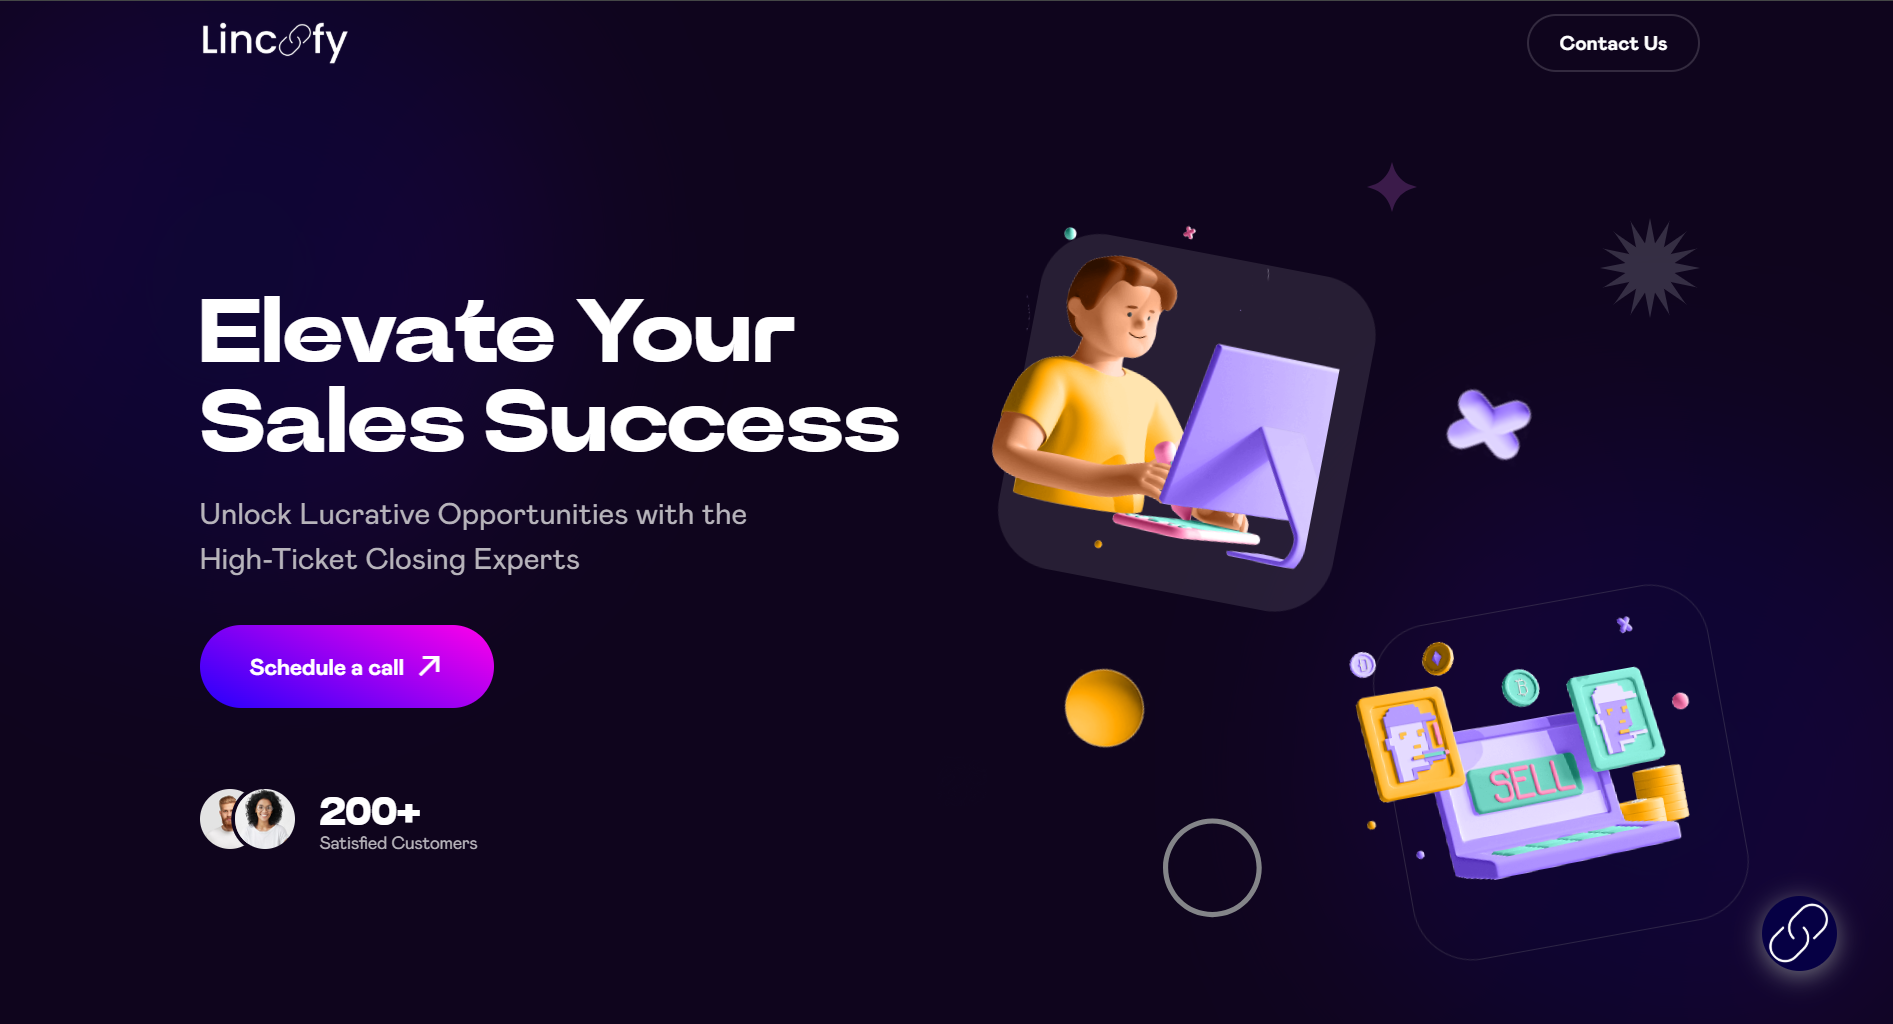 Lincofy
Contact Us
Elevate Your
Sales Success
Unlock Lucrative Opportunities with the
High-Ticket Closing Experts
Schedule a call
200+
Satisfied Customers
SELL